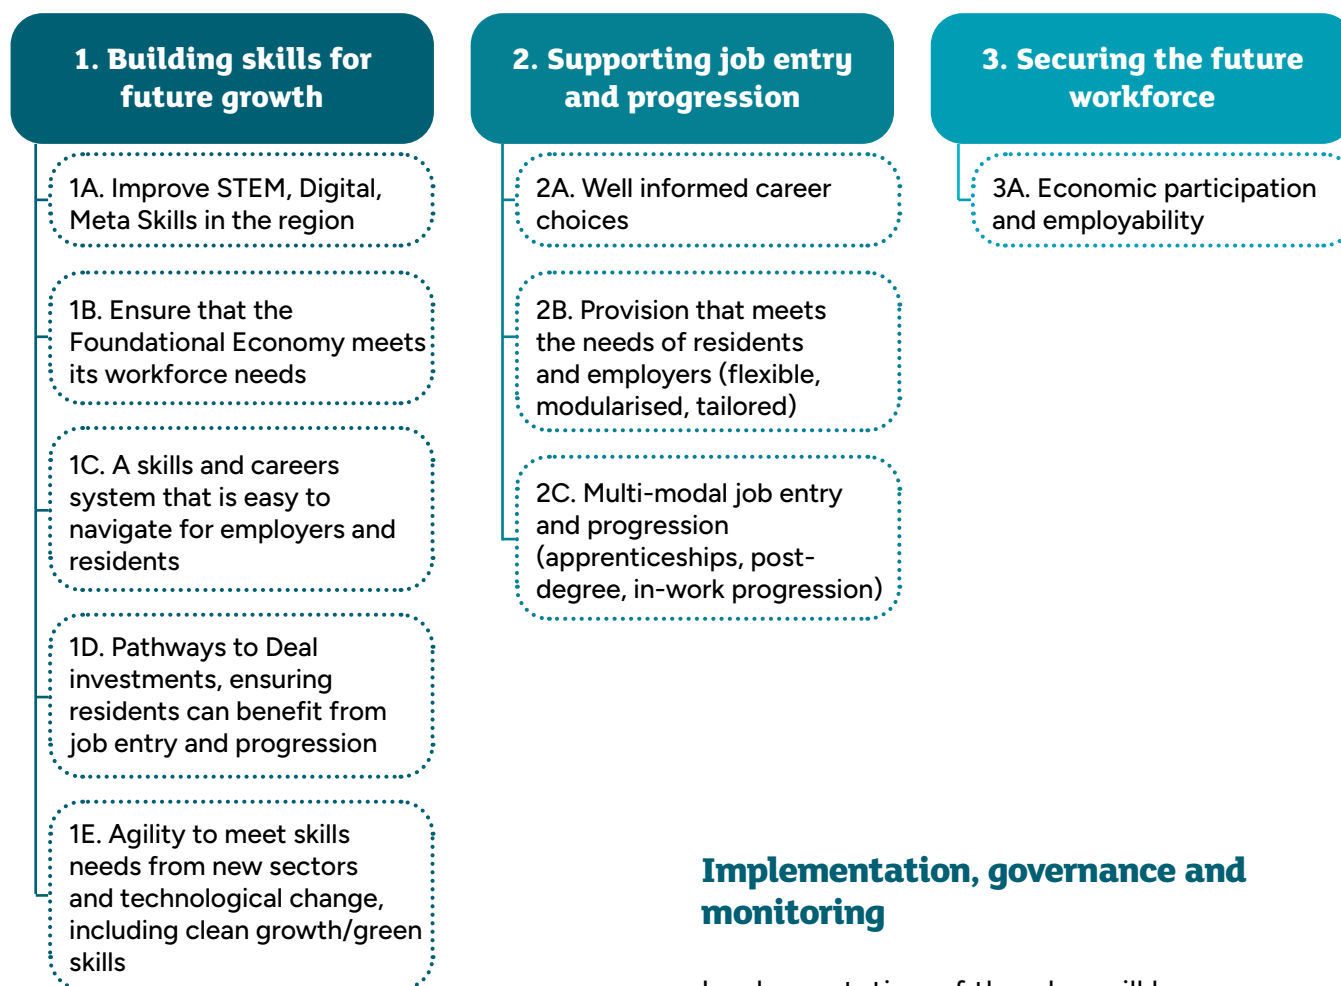 1. Building skills for
future growth
1A. Improve STEM, Digital,
Meta Skills in the region
1B. Ensure that the
Foundational Economy meets
its workforce needs
1C. A skills and careers
system that is easy to
navigate for employers and
residents
1D. Pathways to Deal
investments, ensuring
residents can benefit from
job entry and progression
1E. Agility to meet skills
needs from new sectors
and technological change,
including clean growth/green
skills
2. Supporting job entry
and progression
2A. Well informed career
choices
2B. Provision that meets
the needs of residents
and employers (flexible,
modularised, tailored)
2C. Multi-modal job entry
and progression
(apprenticeships, post-
degree, in-work progression)
3. Securing the future
workforce
3A. Economic participation
and employability
Implementation, governance and
monitoring